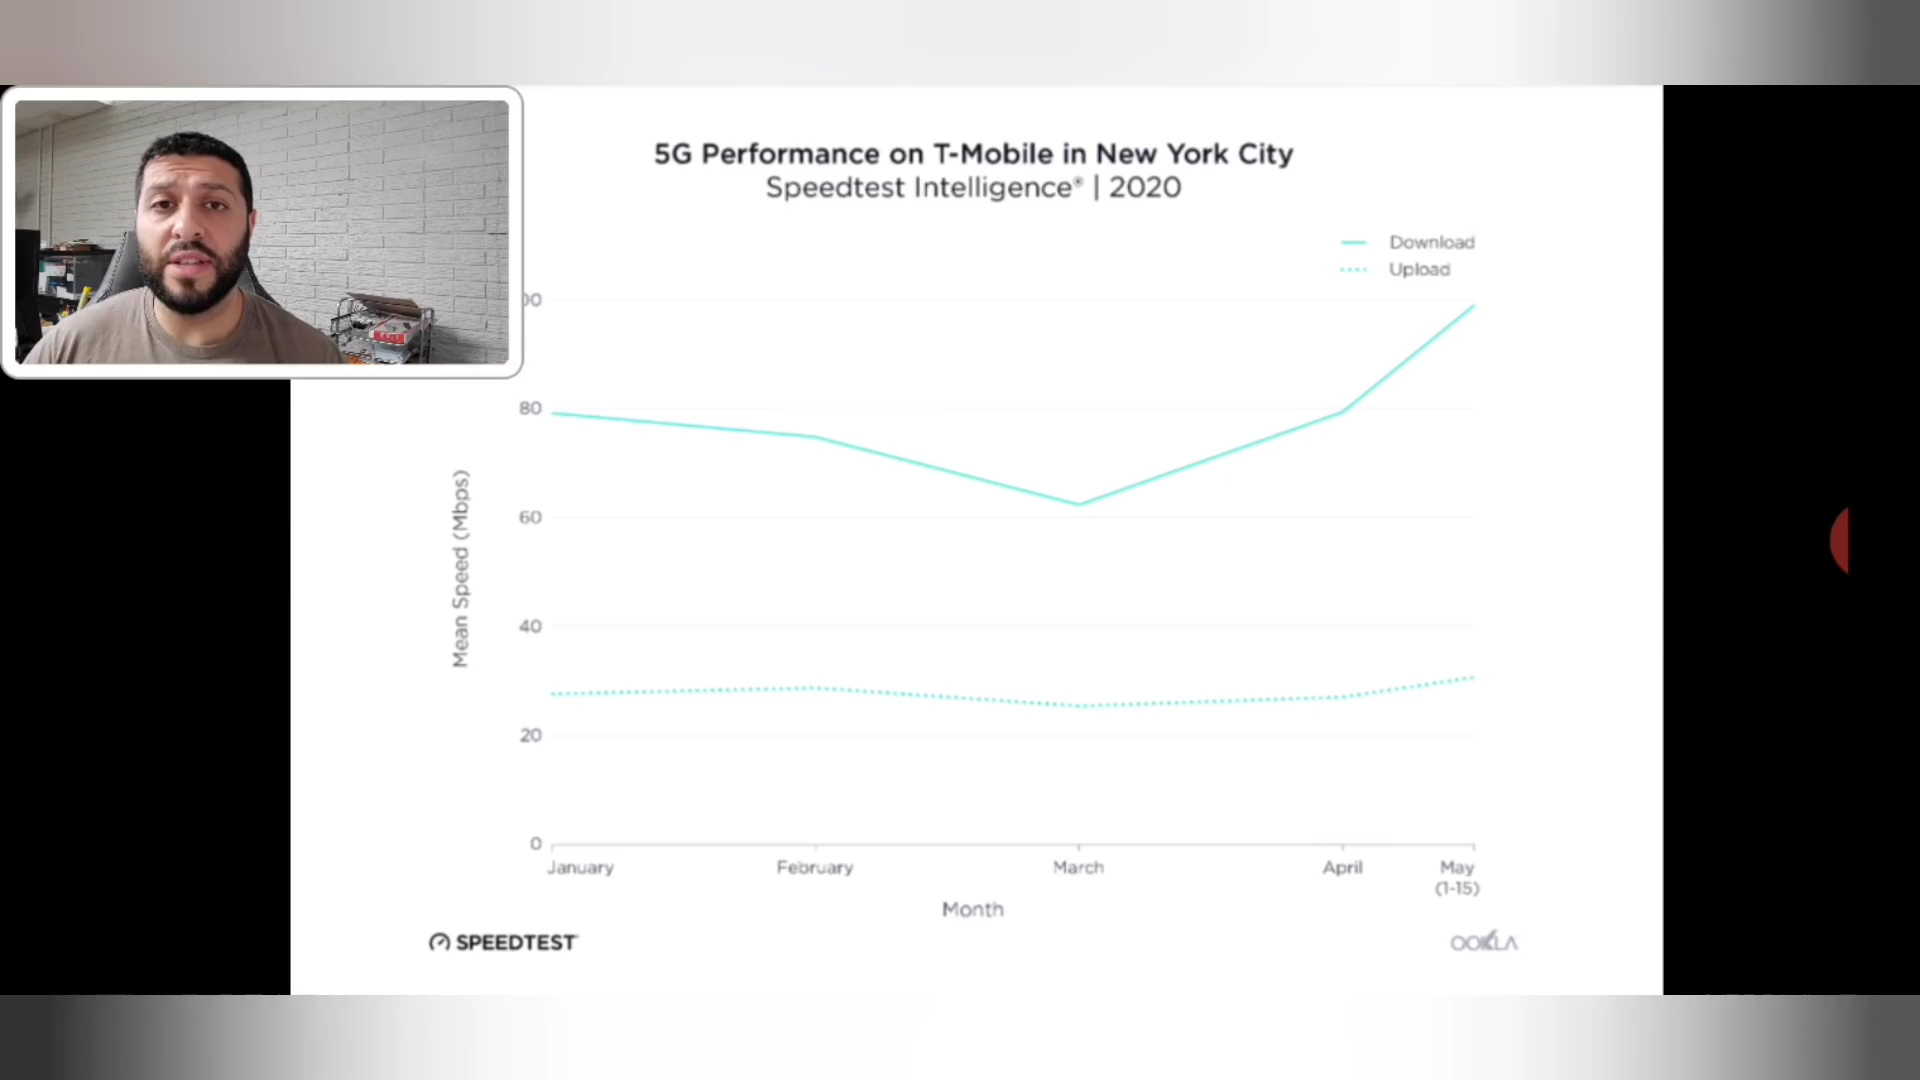 5G Performance on T-Mobile in New York City
Speedtest Intelligence® | 2020
Download
Upload
00
80
60
40
20
0
Mean Speed (Mbps)
January
February
March
April
May
(1-15)
Month
SPEEDTEST
OOKLA